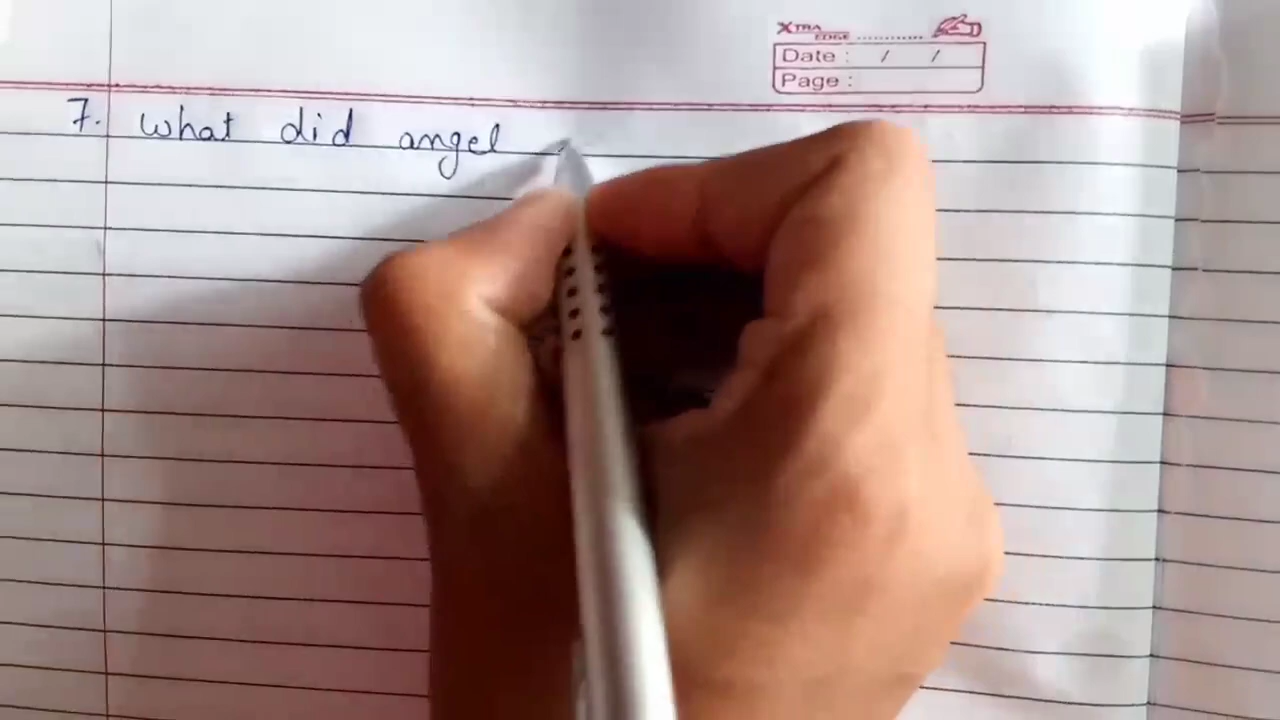 XTRA EDGE ............
Date : / /
Page :
7. What did angel